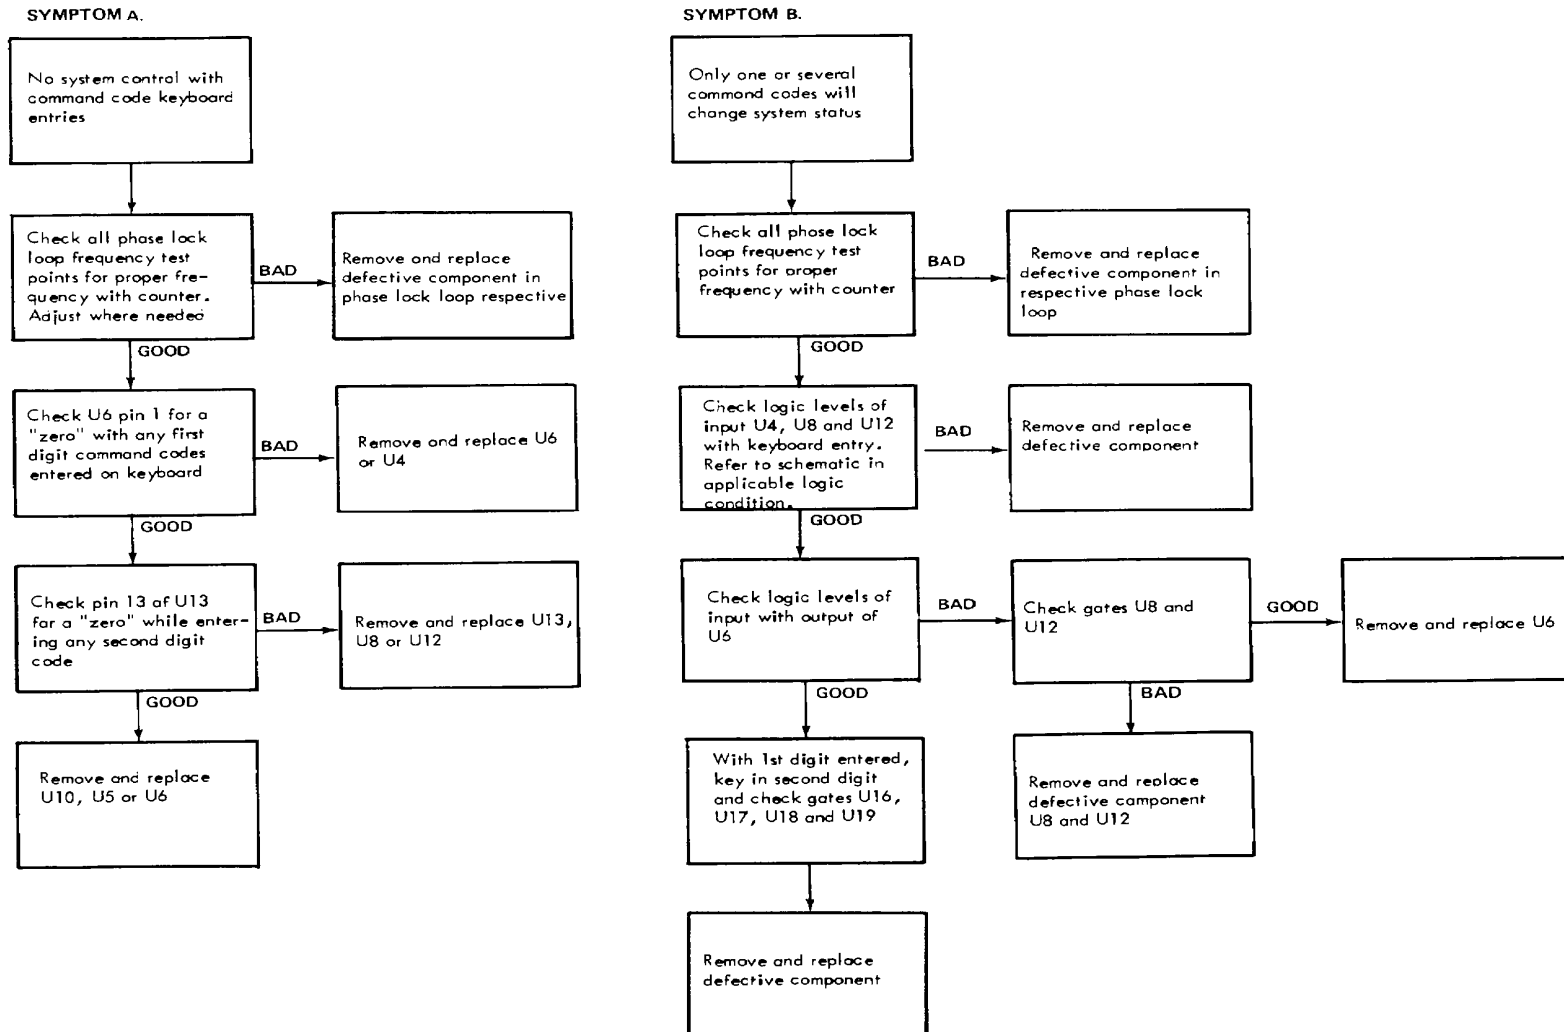 SYMPTOM A.
No system control with
command code keyboard
entries
Check all phase lock
loop frequency test
points for proper fre-
quency with counter.
Adjust where needed
BAD
Remove and replace
defective component in
phase lock loop respective
GOOD
Check U6 pin 1 for a
"zero" with any first
digit command codes
entered on keyboard
BAD
Remove and replace U6
or U4
GOOD
Check pin 13 of U13
for a "zero" while enter-
ing any second digit
code
BAD
Remove and replace U13,
U8 or U12
GOOD
Remove and replace
U10, U5 or U6
SYMPTOM B.
Only one or several
command codes will
change system status
Check all phase lock
loop frequency test
points for proper
frequency with counter
BAD
Remove and replace
defective component in
respective phase lock
loop
GOOD
Check logic levels of
input U4, U8 and U12
with keyboard entry.
Refer to schematic in
applicable logic
condition.
BAD
Remove and replace
defective component
GOOD
Check logic levels of
input with output of
U6
BAD
Check gates U8 and
U12
GOOD
Remove and replace U6
BAD
Remove and replace
defective component
U8 and U12
GOOD
With 1st digit entered,
key in second digit
and check gates U16,
U17, U18 and U19
Remove and replace
defective component